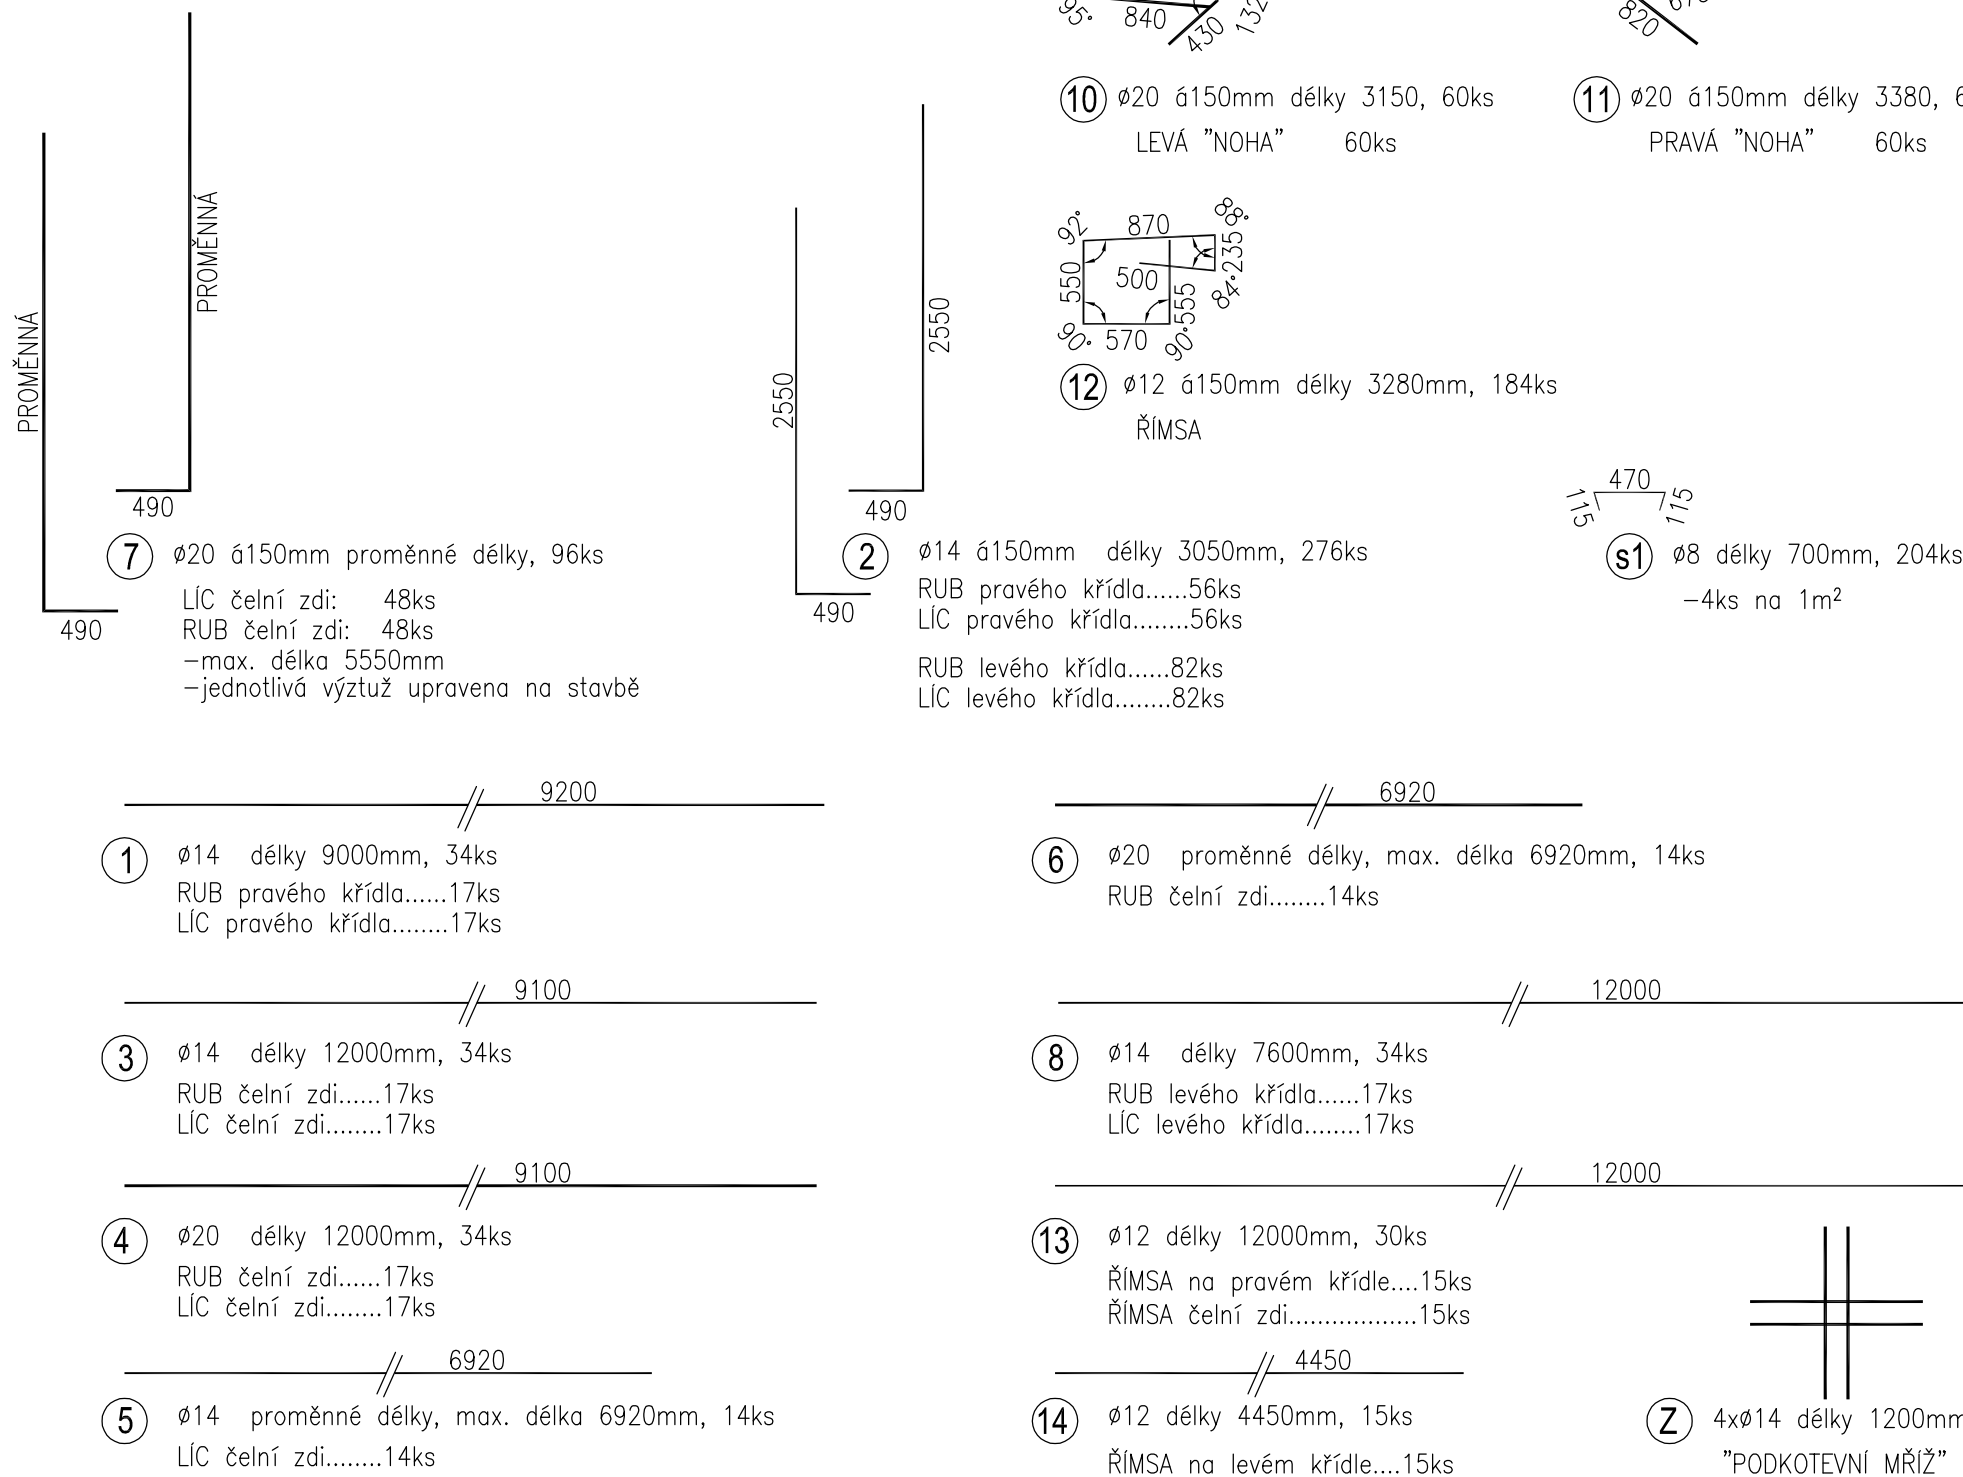 95°
840
430
820
10
ø20 á150mm délky 3150, 60ks
LEVÁ "NOHA" 60ks
11
ø20 á150mm délky 3380,
PRAVÁ "NOHA" 60ks
PROMĚNNÁ
490
PROMĚNNÁ
490
7
ø20 á150mm proměnné délky, 96ks
LÍC čelní zdi: 48ks
RUB čelní zdi: 48ks
-max. délka 5550mm
-jednotlivá výztuž upravena na stavbě
2550
490
2550
490
2
ø14 á150mm délky 3050mm, 276ks
RUB pravého křídla......56ks
LÍC pravého křídla........56ks
RUB levého křídla......82ks
LÍC levého křídla........82ks
92°
870
88°
235
550
500
84°
555
90°
570
90°
12
ø12 á150mm délky 3280mm, 184ks
ŘÍMSA
470
115
115
s1
ø8 délky 700mm, 204ks
-4ks na 1m²
9200
1
ø14 délky 9000mm, 34ks
RUB pravého křídla......17ks
LÍC pravého křídla........17ks
6920
6
ø20 proměnné délky, max. délka 6920mm, 14ks
RUB čelní zdi........14ks
9100
3
ø14 délky 12000mm, 34ks
RUB čelní zdi......17ks
LÍC čelní zdi........17ks
12000
8
ø14 délky 7600mm, 34ks
RUB levého křídla......17ks
LÍC levého křídla........17ks
9100
4
ø20 délky 12000mm, 34ks
RUB čelní zdi......17ks
LÍC čelní zdi........17ks
12000
13
ø12 délky 12000mm, 30ks
ŘÍMSA na pravém křídle....15ks
ŘÍMSA čelní zdi..................15ks
6920
5
ø14 proměnné délky, max. délka 6920mm, 14ks
LÍC čelní zdi........14ks
4450
14
ø12 délky 4450mm, 15ks
ŘÍMSA na levém křídle....15ks
Z
4xø14 délky 1200mm
"PODKOTEVNÍ MŘÍŽ"